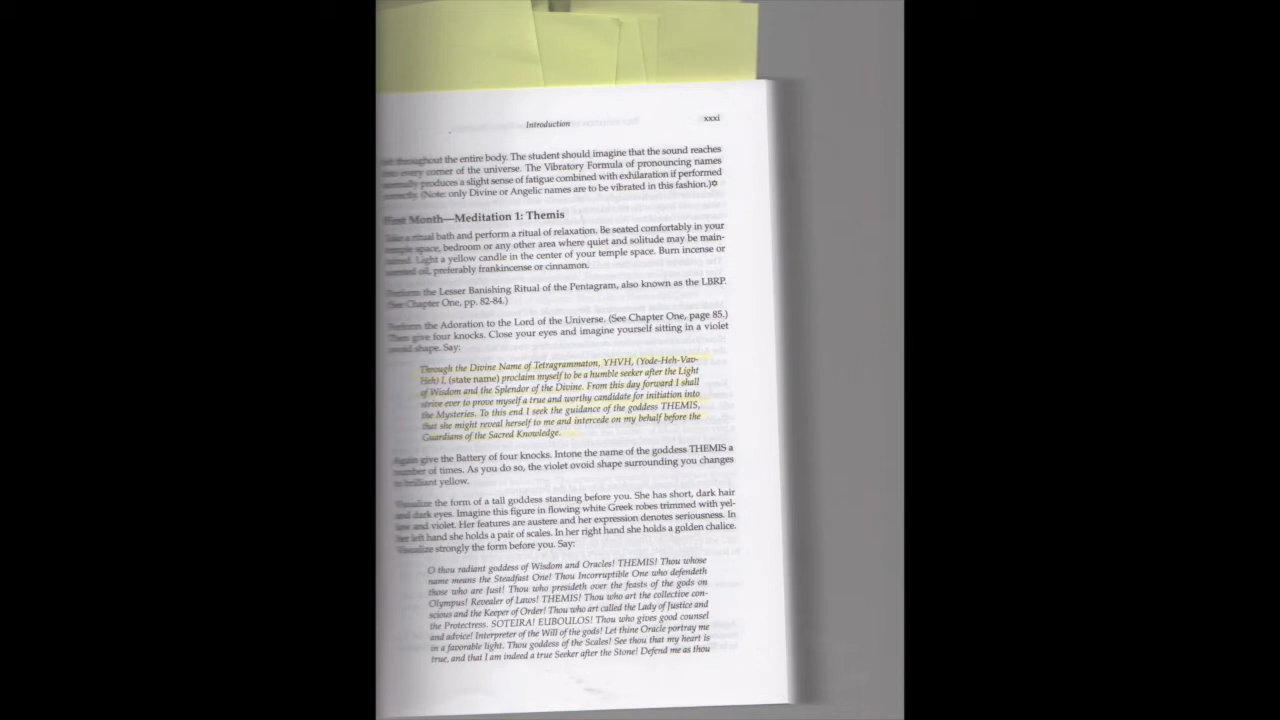 Introduction
xxxi
throughout the entire body. The student should imagine that the sound reaches
into every corner of the universe. The Vibratory Formula of pronouncing names
normally produces a slight sense of fatigue combined with exhilaration if performed
correctly. (Note: only Divine or Angelic names are to be vibrated in this fashion.)✡
First Month—Meditation 1: Themis
Take a ritual bath and perform a ritual of relaxation. Be seated comfortably in your
temple space, bedroom or any other area where quiet and solitude may be main-
tained. Light a yellow candle in the center of your temple space. Burn incense or
scented oil, preferably frankincense or cinnamon.
Perform the Lesser Banishing Ritual of the Pentagram, also known as the LBRP.
(See Chapter One, pp. 82-84.)
Perform the Adoration to the Lord of the Universe. (See Chapter One, page 85.)
Then give four knocks. Close your eyes and imagine yourself sitting in a violet
ovoid shape. Say:
Through the Divine Name of Tetragrammaton, YHVH, (Yode-Heh-Vav-
Heh) I, (state name) proclaim myself to be a humble seeker after the Light
of Wisdom and the Splendor of the Divine. From this day forward I shall
strive ever to prove myself a true and worthy candidate for initiation into
the Mysteries. To this end I seek the guidance of the goddess THEMIS,
that she might reveal herself to me and intercede on my behalf before the
Guardians of the Sacred Knowledge.
Again give the Battery of four knocks. Intone the name of the goddess THEMIS a
number of times. As you do so, the violet ovoid shape surrounding you changes
to brilliant yellow.
Visualize the form of a tall goddess standing before you. She has short, dark hair
and dark eyes. Imagine this figure in flowing white Greek robes trimmed with yel-
low and violet. Her features are austere and her expression denotes seriousness. In
her left hand she holds a pair of scales. In her right hand she holds a golden chalice.
Visualize strongly the form before you. Say:
O thou radiant goddess of Wisdom and Oracles! THEMIS! Thou whose
name means the Steadfast One! Thou Incorruptible One who defendeth
those who are Just! Thou who presideth over the feasts of the gods on
Olympus! Revealer of Laws! THEMIS! Thou who art the collective con-
scious and the Keeper of Order! Thou who art called the Lady of Justice and
the Protectress. SOTEIRA! EUBOULOS! Thou who gives good counsel
and advice! Interpreter of the Will of the gods! Let thine Oracle portray me
in a favorable light. Thou goddess of the Scales! See thou that my heart is
true, and that I am indeed a true Seeker after the Stone! Defend me as thou